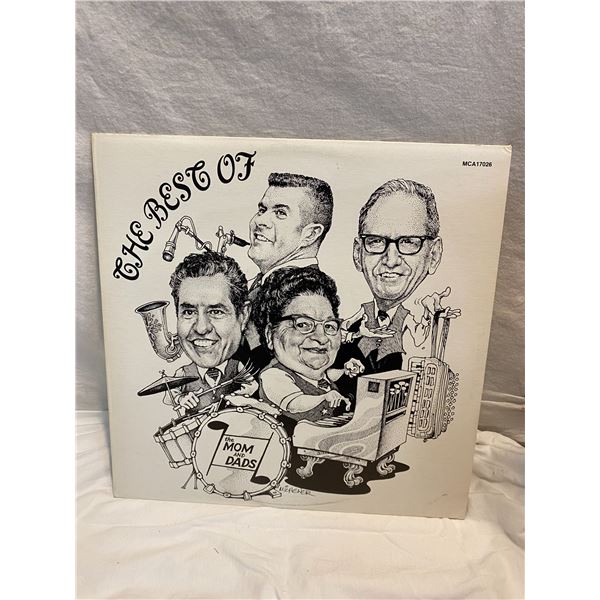 THE BEST OF
MCA17026
the
MOM
AND
DADS